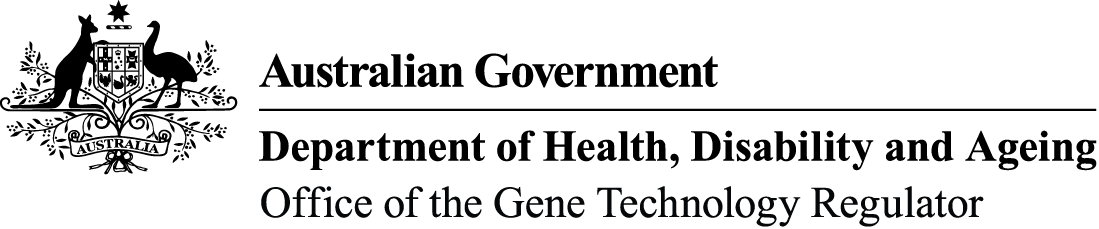 AUSTRALIA
Australian Government
Department of Health, Disability and Ageing
Office of the Gene Technology Regulator